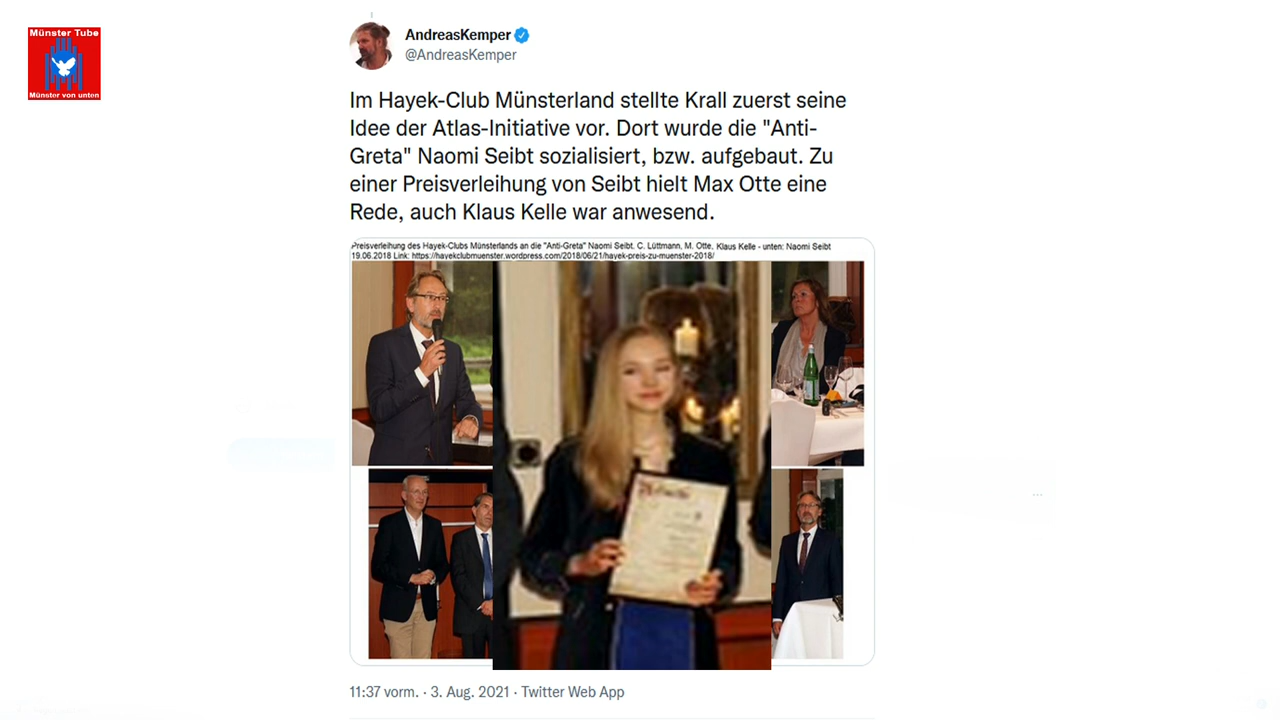 Münster Tube
Münster von unten
AndreasKemper
@AndreasKemper
Im Hayek-Club Münsterland stellte Krall zuerst seine
Idee der Atlas-Initiative vor. Dort wurde die "Anti-
Greta" Naomi Seibt sozialisiert, bzw. aufgebaut. Zu
einer Preisverleihung von Seibt hielt Max Otte eine
Rede, auch Klaus Kelle war anwesend.
Preisverleihung des Hayek-Clubs Münsterlands an die "Anti-Greta" Naomi Seibt. C. Lüttmann, M. Otte, Klaus Kelle - unten: Naomi Seibt
19.06.2018 Link: https://hayekclubmuenster.wordpress.com/2018/06/21/hayek-preis-zu-muenster-2018/
11:37 vorm. · 3. Aug. 2021 · Twitter Web App